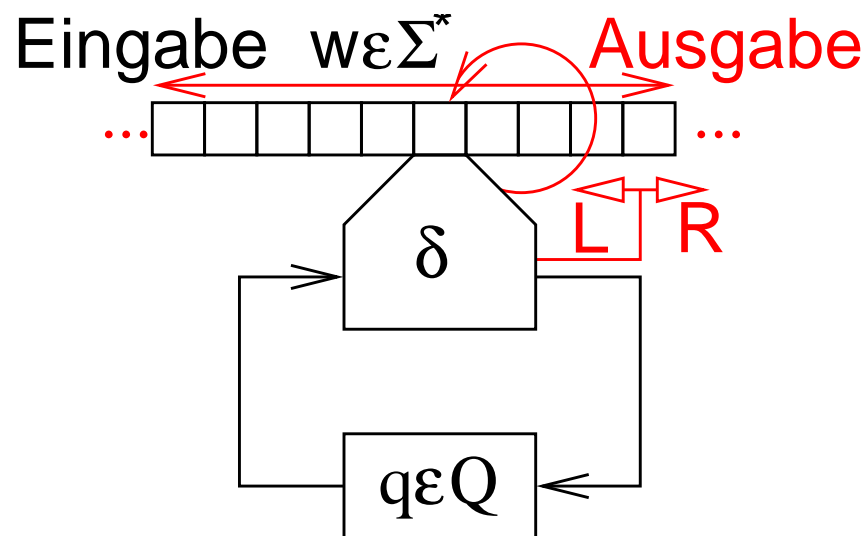 Eingabe wεΣ* Ausgabe
... ...
L R
δ
qεQ